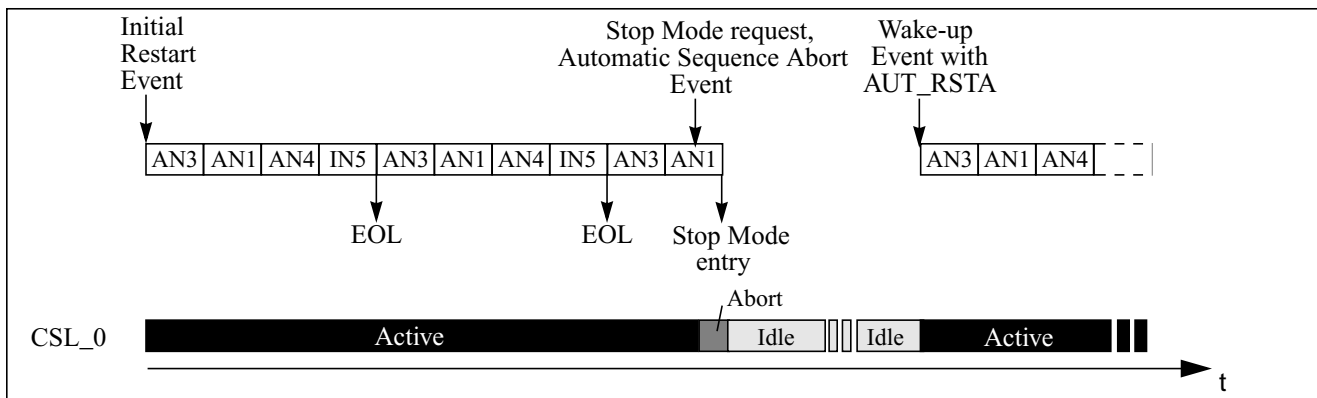 Initial
Restart
Event
Stop Mode request,
Automatic Sequence Abort
Event
Wake-up
Event with
AUT_RSTA
AN3 AN1 AN4 IN5 AN3 AN1 AN4 IN5 AN3 AN1
AN3 AN1 AN4
EOL
EOL
Stop Mode
entry
Abort
CSL_0
Active
Idle
Idle
Active
t